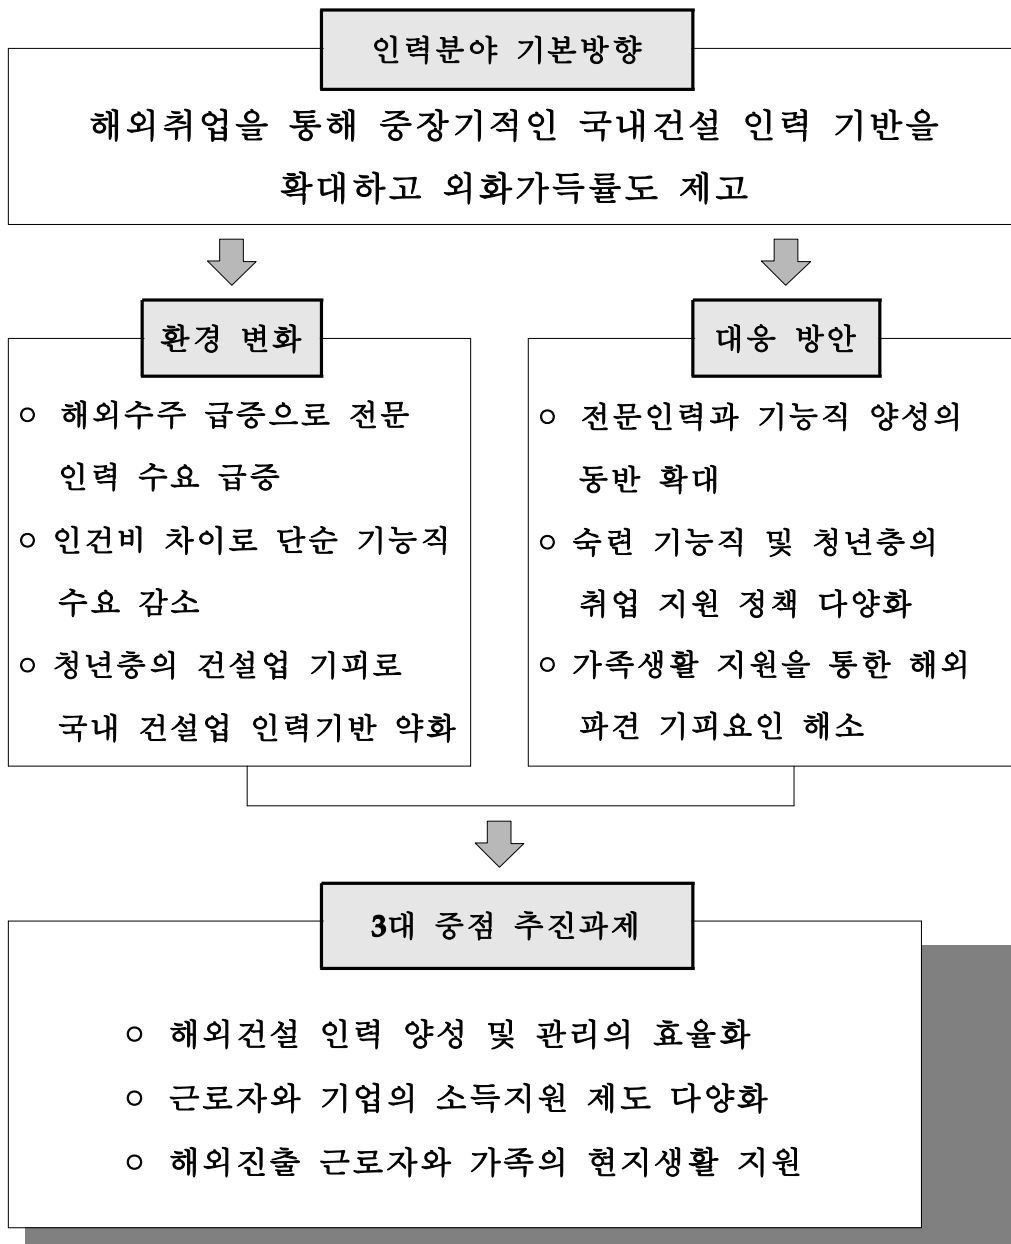 인력분야 기본방향
해외취업을 통해 중장기적인 국내건설 인력 기반을
확대하고 외화가득률도 제고
환경 변화
○ 해외수주 급증으로 전문
인력 수요 급증
○ 인건비 차이로 단순 기능직
수요 감소
○ 청년층의 건설업 기피로
국내 건설업 인력기반 약화
대응 방안
○ 전문인력과 기능직 양성의
동반 확대
○ 숙련 기능직 및 청년층의
취업 지원 정책 다양화
○ 가족생활 지원을 통한 해외
파견 기피요인 해소
3대 중점 추진과제
○ 해외건설 인력 양성 및 관리의 효율화
○ 근로자와 기업의 소득지원 제도 다양화
○ 해외진출 근로자와 가족의 현지생활 지원